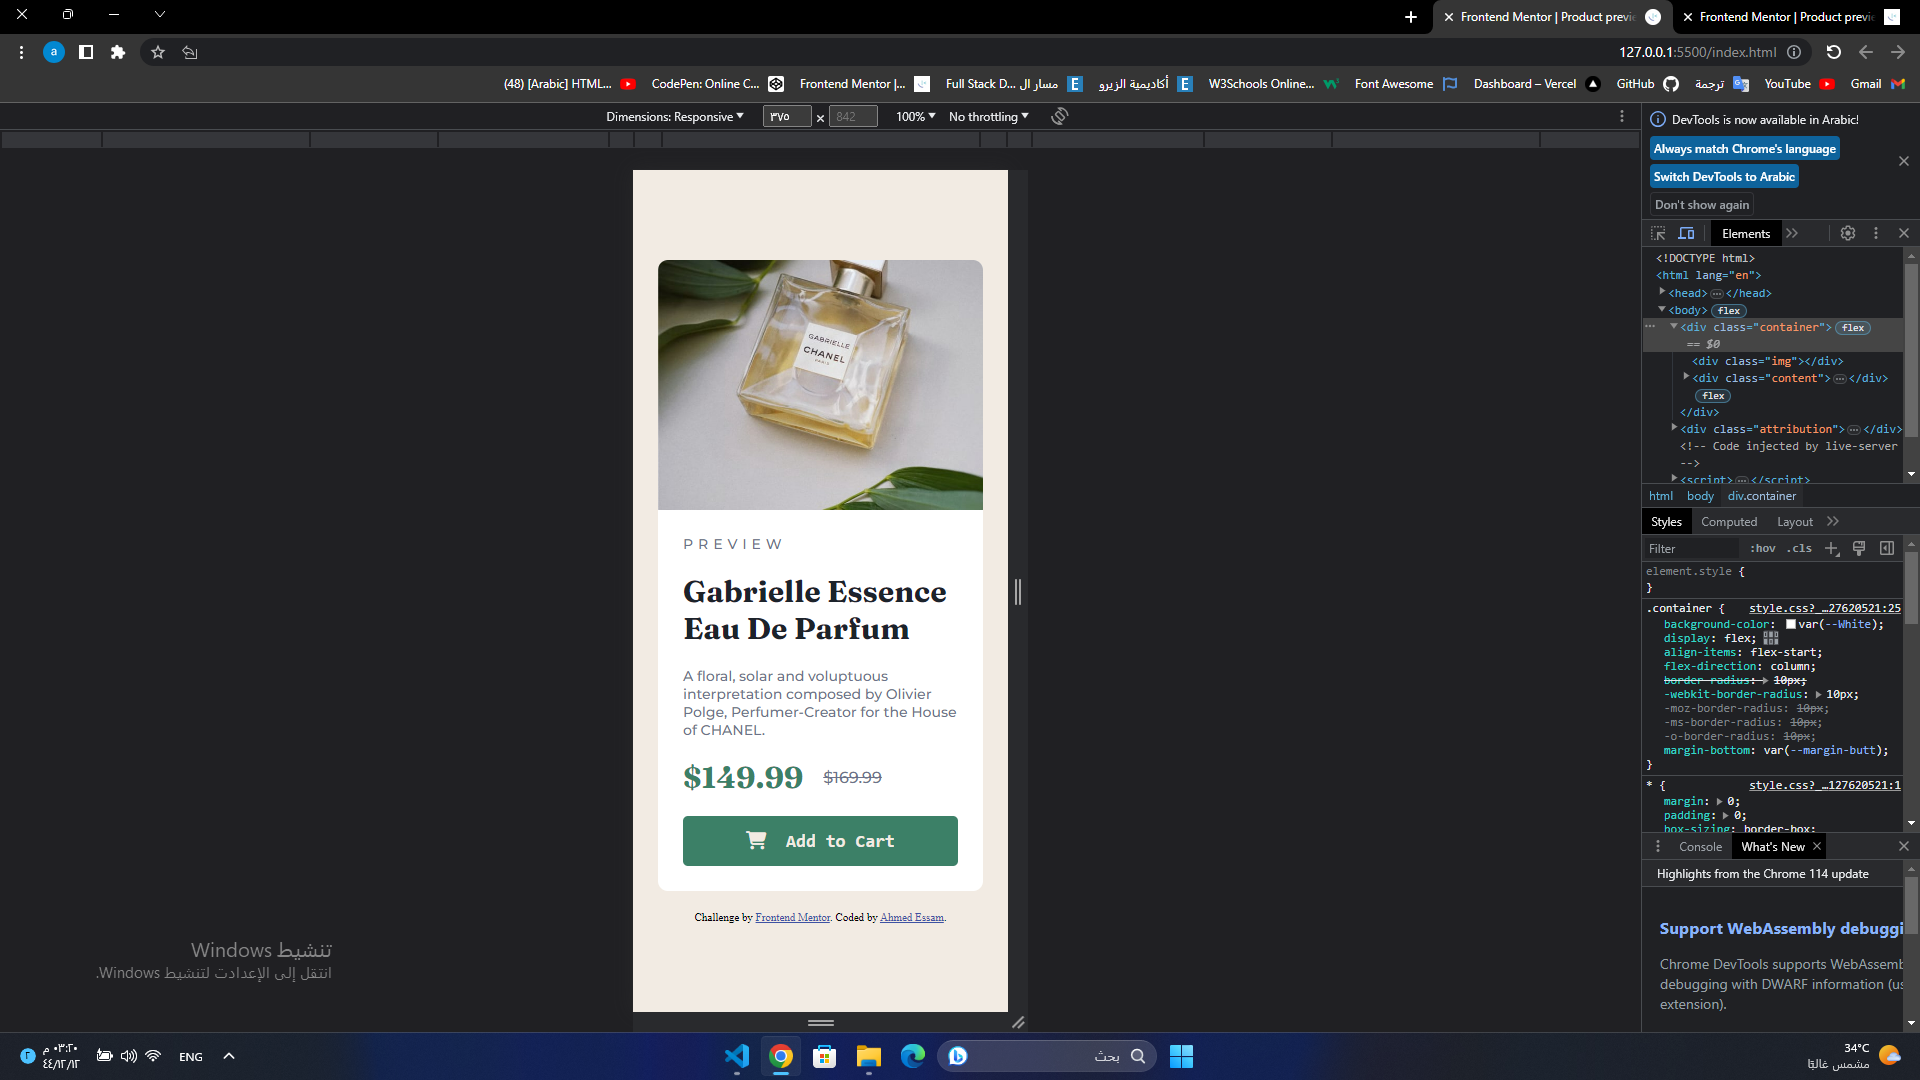 Frontend Mentor | Product previe
Frontend Mentor | Product previe
a
127.0.0.1:5500/index.html
(48) [Arabic] HTML...
CodePen: Online C...
Frontend Mentor |...
مسار ال Full Stack D...
أكاديمية الزيرو
W3Schools Online...
Font Awesome
Dashboard – Vercel
GitHub
ترجمة
YouTube
Gmail
Dimensions: Responsive
٣٧٥
×
842
100%
No throttling
GABRIELLE
CHANEL
PARIS
PREVIEW
Gabrielle Essence
Eau De Parfum
A floral, solar and voluptuous
interpretation composed by Olivier
Polge, Perfumer-Creator for the House
of CHANEL.
$149.99 $169.99
Add to Cart
Challenge by Frontend Mentor. Coded by Ahmed Essam.
تنشيط Windows
انتقل إلى الإعدادت لتنشيط Windows.
DevTools is now available in Arabic!
Always match Chrome's language
Switch DevTools to Arabic
Don't show again
Elements
<!DOCTYPE html>
<html lang="en">
<head> ⋯ </head>
<body> flex
<div class="container"> flex
== $0
<div class="img"></div>
<div class="content"> ⋯ </div>
flex
</div>
<div class="attribution"> ⋯ </div>
<!-- Code injected by live-server
-->
<script> ⋯ </script>
html body div.container
Styles Computed Layout
Filter :hov .cls
element.style {
}
.container { style.css?_…27620521:25
background-color: var(--White);
display: flex;
align-items: flex-start;
flex-direction: column;
border-radius: 10px;
-webkit-border-radius: 10px;
-moz-border-radius: 10px;
-ms-border-radius: 10px;
-o-border-radius: 10px;
margin-bottom: var(--margin-butt);
}
* { style.css?_…127620521:1
margin: 0;
padding: 0;
box-sizing: border-box;
Console What's New
Highlights from the Chrome 114 update
Support WebAssembly debuggi
Chrome DevTools supports WebAssemb
debugging with DWARF information (us
extension).
٢
٠٣:٢٠ م
٤٤/١٢/١٢
ENG
بحث
34°C
مشمس غالبًا